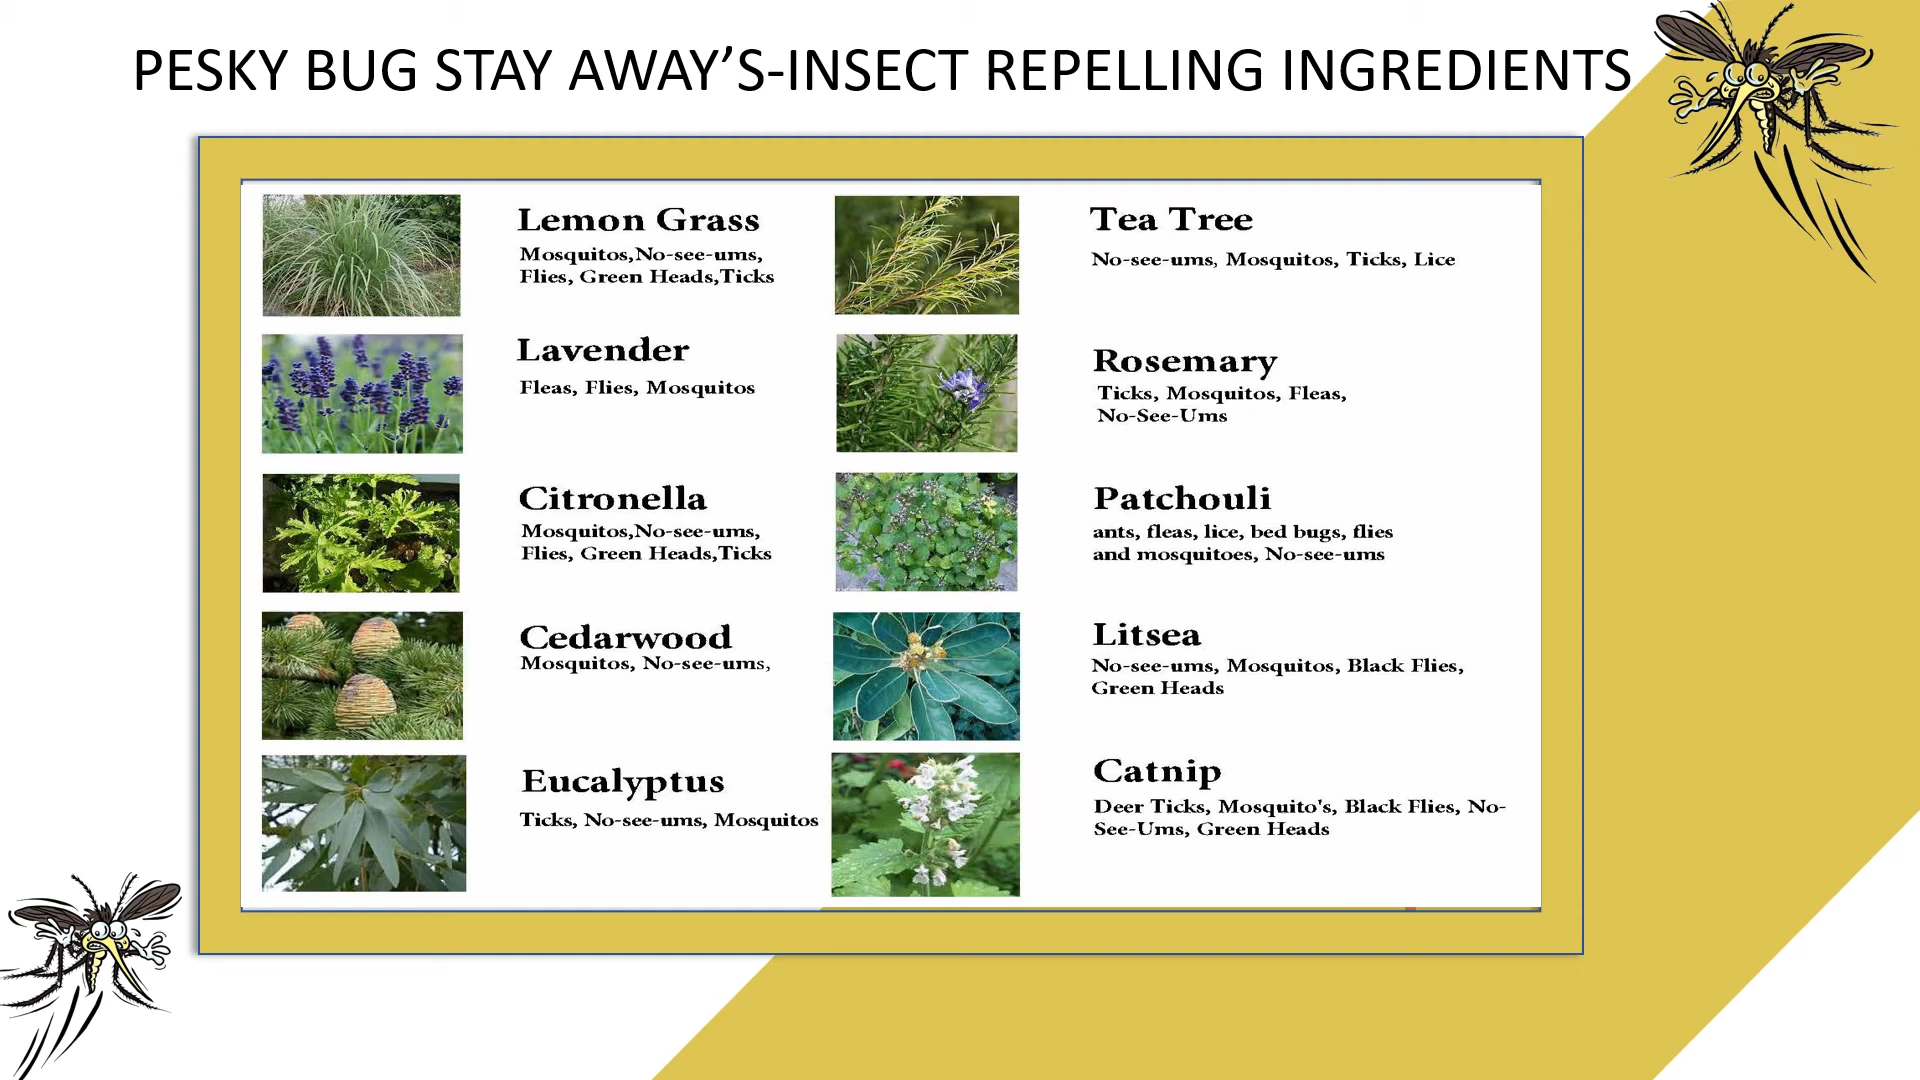 PESKY BUG STAY AWAY’S-INSECT REPELLING INGREDIENTS
Lemon Grass
Mosquitos,No-see-ums,
Flies, Green Heads,Ticks
Lavender
Fleas, Flies, Mosquitos
Citronella
Mosquitos,No-see-ums,
Flies, Green Heads,Ticks
Cedarwood
Mosquitos, No-see-ums,
Eucalyptus
Ticks, No-see-ums, Mosquitos
Tea Tree
No-see-ums, Mosquitos, Ticks, Lice
Rosemary
Ticks, Mosquitos, Fleas,
No-See-Ums
Patchouli
ants, fleas, lice, bed bugs, flies
and mosquitoes, No-see-ums
Litsea
No-see-ums, Mosquitos, Black Flies,
Green Heads
Catnip
Deer Ticks, Mosquito's, Black Flies, No-
See-Ums, Green Heads